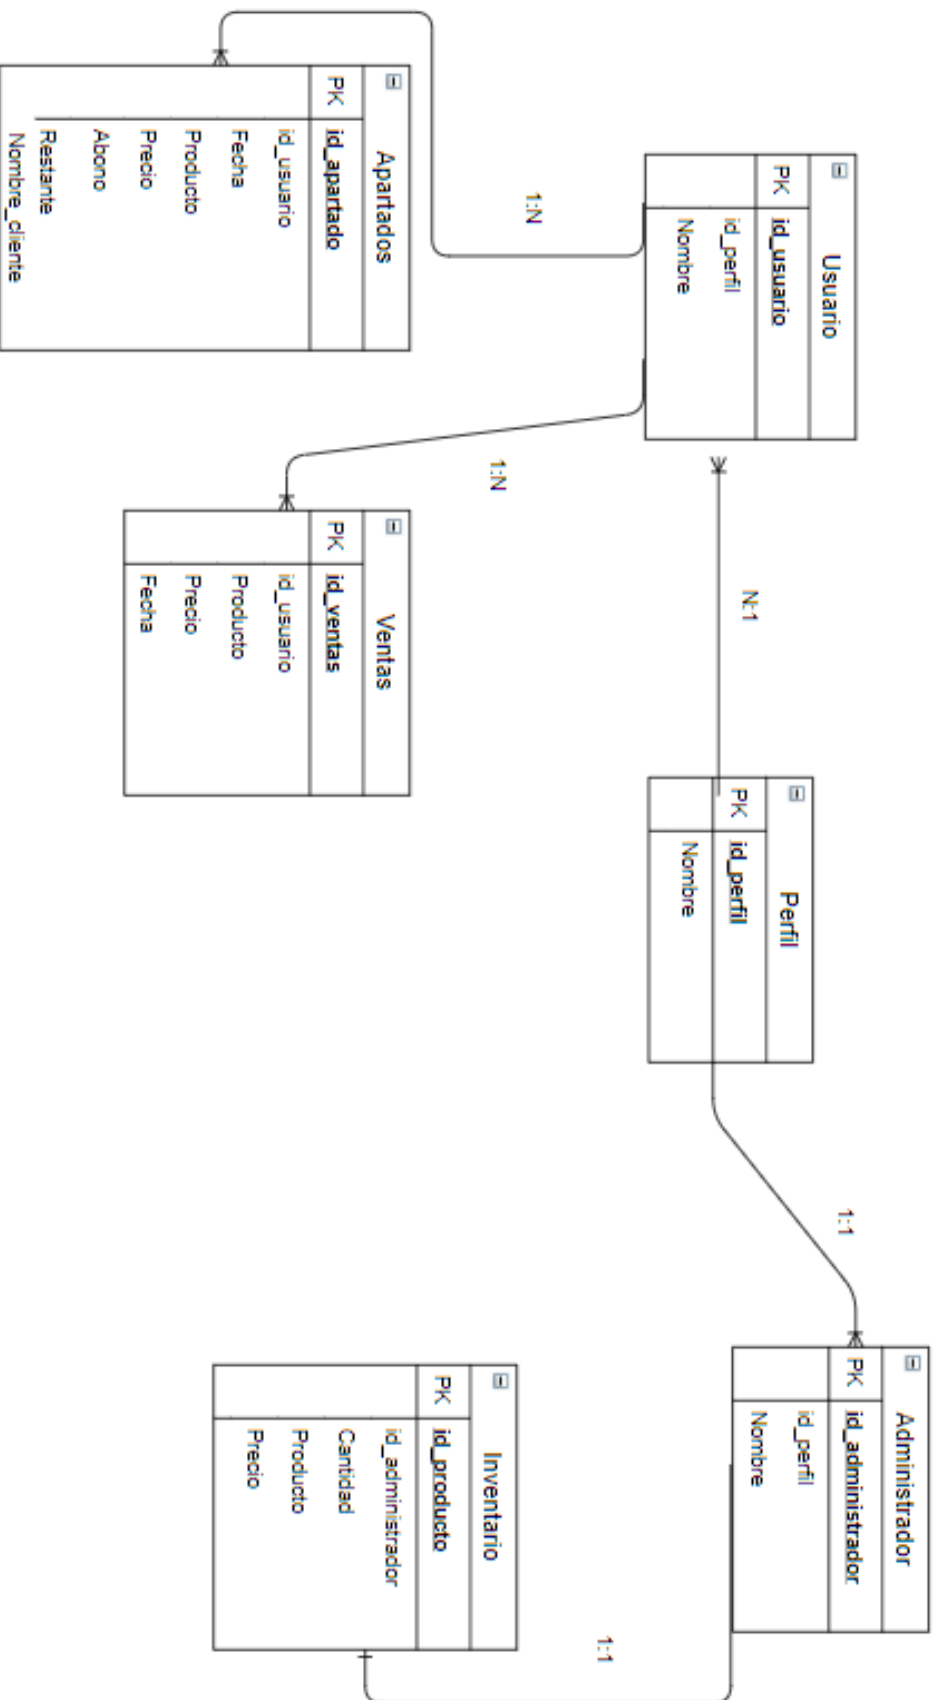 Usuario
PK id_usuario
id_perfil
Nombre
1:N
1:N
N:1
Apartados
PK id_apartado
id_usuario
Fecha
Producto
Precio
Abono
Restante
Nombre_cliente
Ventas
PK id_ventas
id_usuario
Producto
Precio
Fecha
Perfil
PK id_perfil
Nombre
1:1
Administrador
PK id_administrador
id_perfil
Nombre
1:1
Inventario
PK id_producto
id_administrador
Cantidad
Producto
Precio